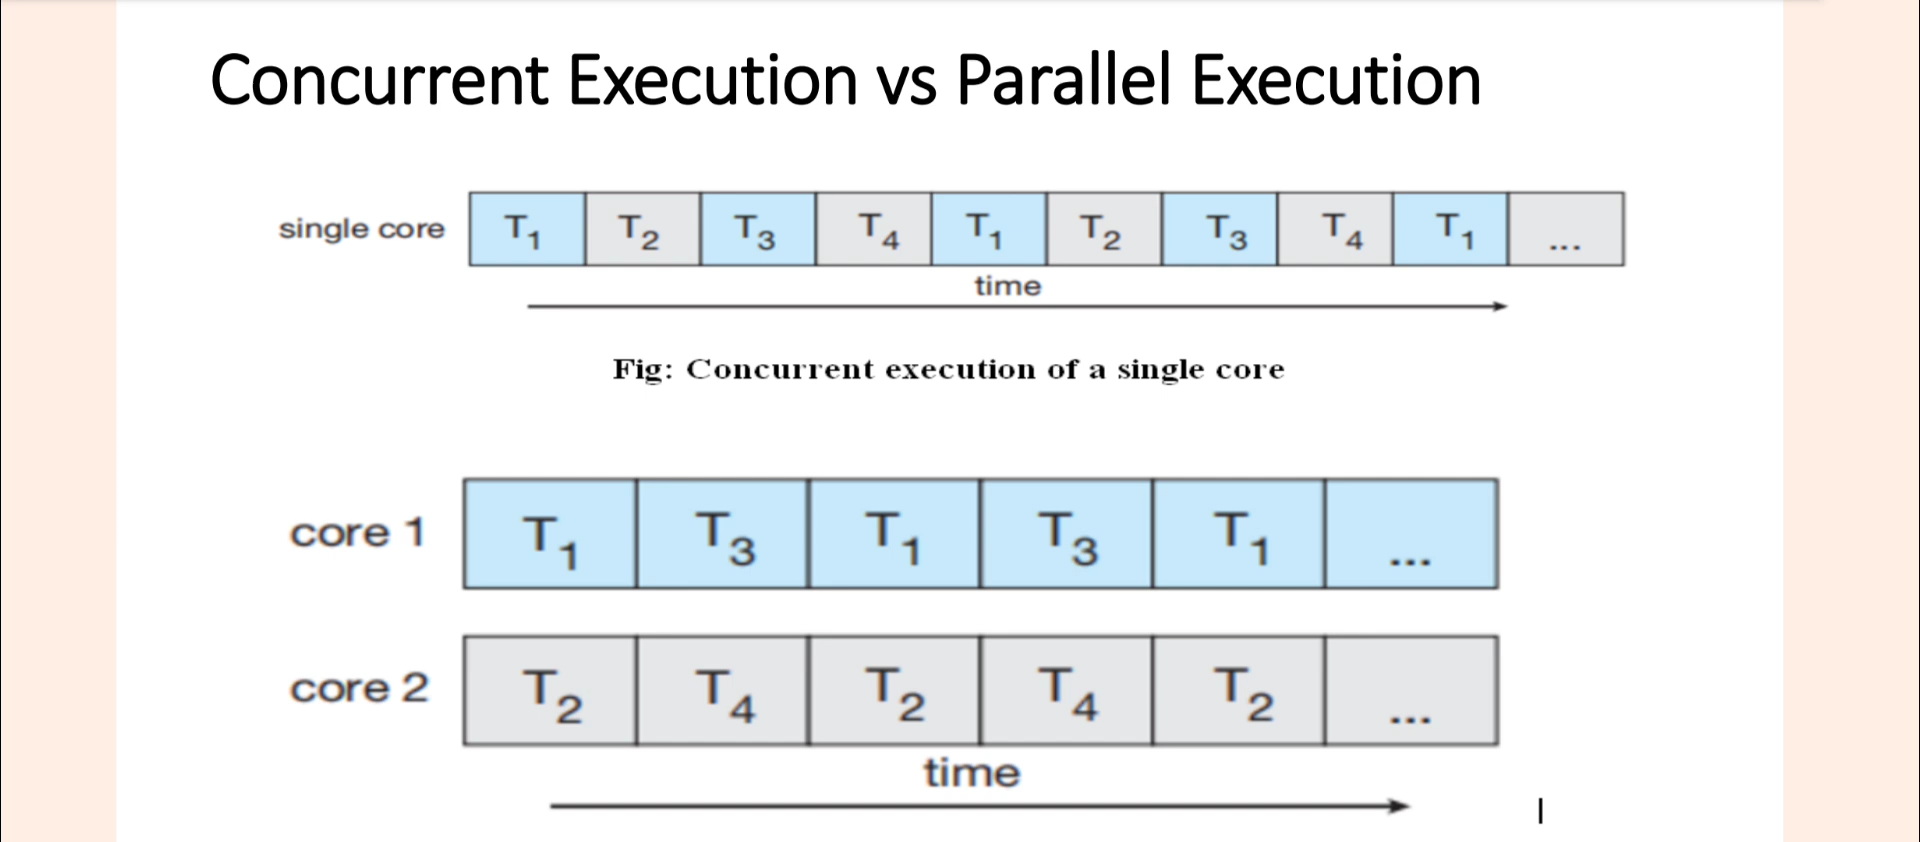 Concurrent Execution vs Parallel Execution
single core T₁ T₂ T₃ T₄ T₁ T₂ T₃ T₄ T₁ ...
time
Fig: Concurrent execution of a single core
core 1 T₁ T₃ T₁ T₃ T₁ ...
core 2 T₂ T₄ T₂ T₄ T₂ ...
time